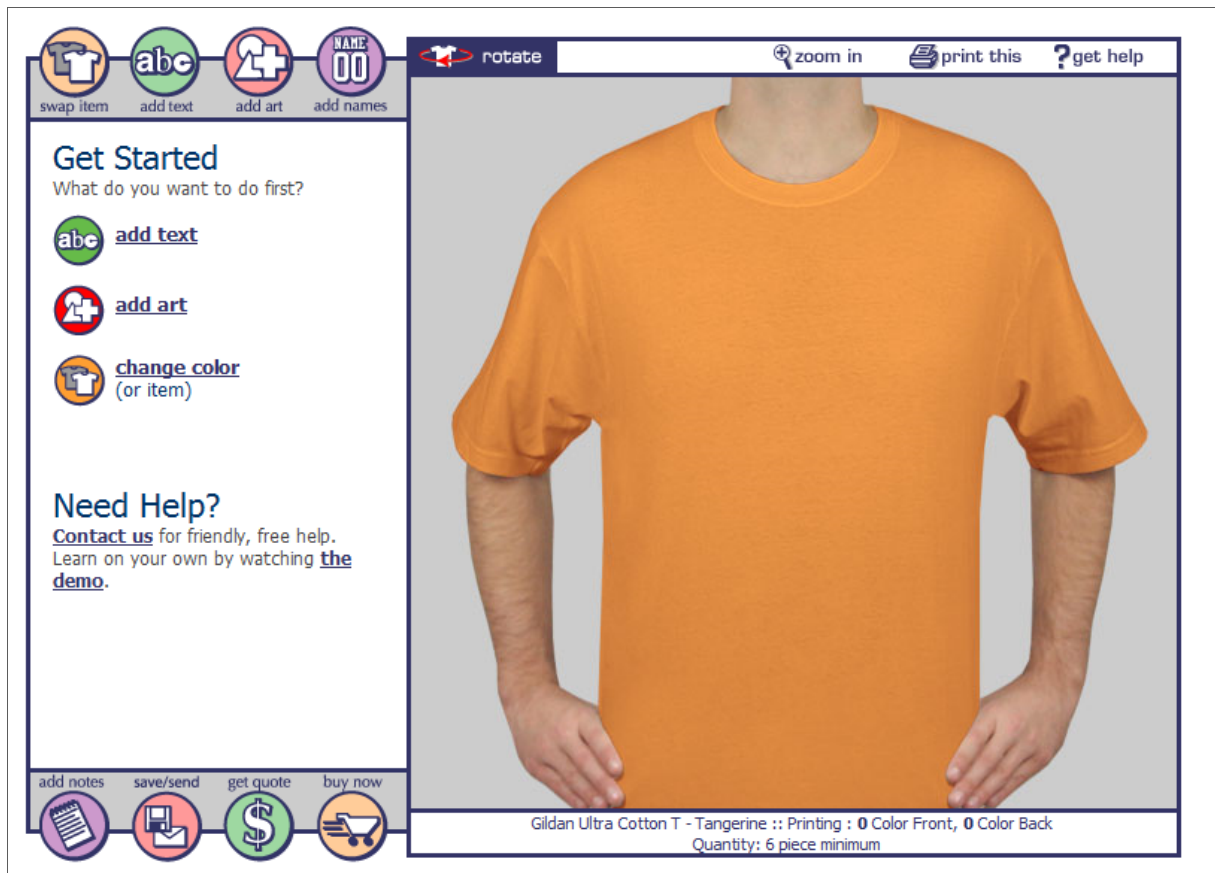 swap item
abc
add text
add art
NAME
00
add names
rotate
zoom in
print this
?get help
Get Started
What do you want to do first?
abc
add text
add art
change color
(or item)
Need Help?
Contact us for friendly, free help.
Learn on your own by watching the
demo.
add notes
save/send
get quote
$
buy now
Gildan Ultra Cotton T - Tangerine :: Printing : 0 Color Front, 0 Color Back
Quantity: 6 piece minimum